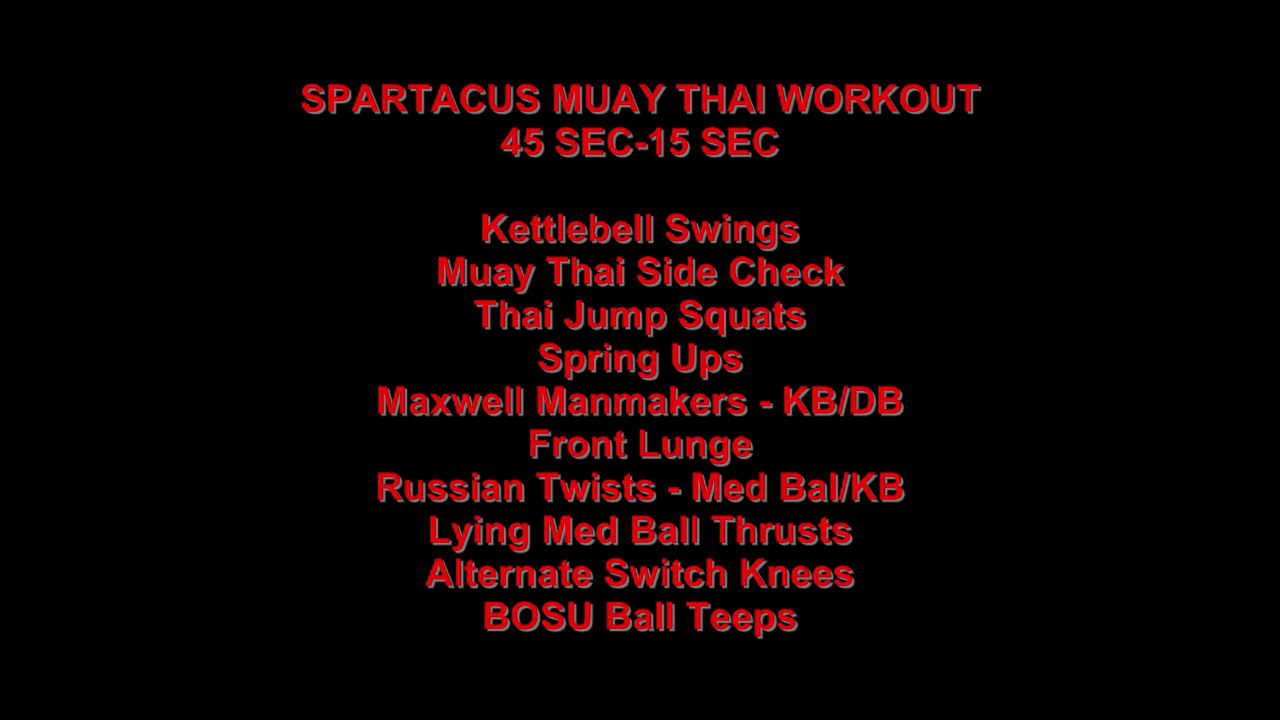 SPARTACUS MUAY THAI WORKOUT
45 SEC-15 SEC
Kettlebell Swings
Muay Thai Side Check
Thai Jump Squats
Spring Ups
Maxwell Manmakers - KB/DB
Front Lunge
Russian Twists - Med Bal/KB
Lying Med Ball Thrusts
Alternate Switch Knees
BOSU Ball Teeps